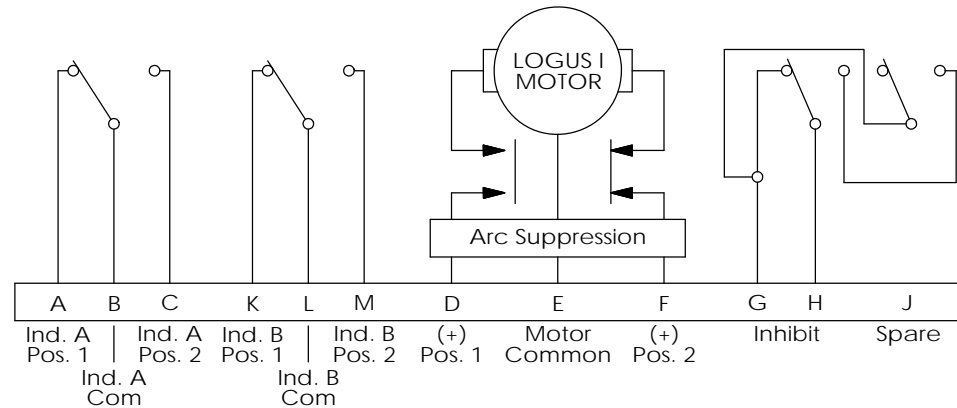 LOGUS I
MOTOR
Arc Suppression
A B C K L M D E F G H J
Ind. A Ind. A Ind. B Ind. B (+) Motor (+) Inhibit Spare
Pos. 1 Pos. 2 Pos. 1 Pos. 2 Pos. 1 Common Pos. 2
Ind. A Ind. B
Com Com